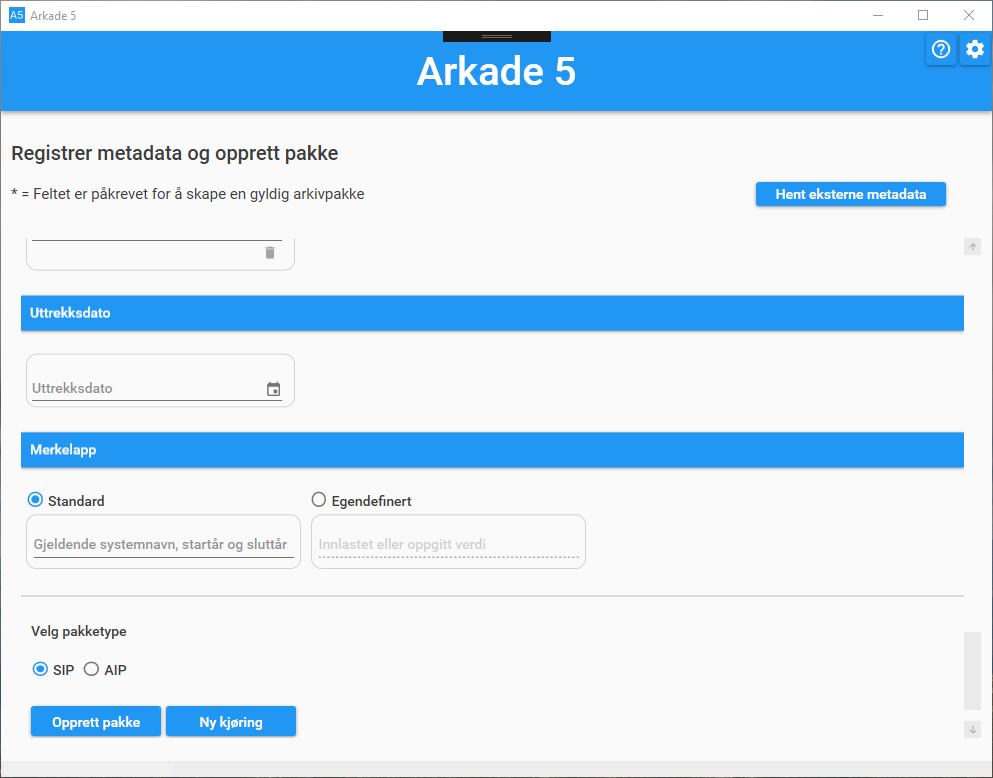 A5 Arkade 5
Arkade 5
Registrer metadata og opprett pakke
* = Feltet er påkrevet for å skape en gyldig arkivpakke
Hent eksterne metadata
Uttrekksdato
Uttrekksdato
Merkelapp
Standard
Egendefinert
Gjeldende systemnavn, startår og sluttår
Innlastet eller oppgitt verdi
Velg pakketype
SIP
AIP
Opprett pakke
Ny kjøring